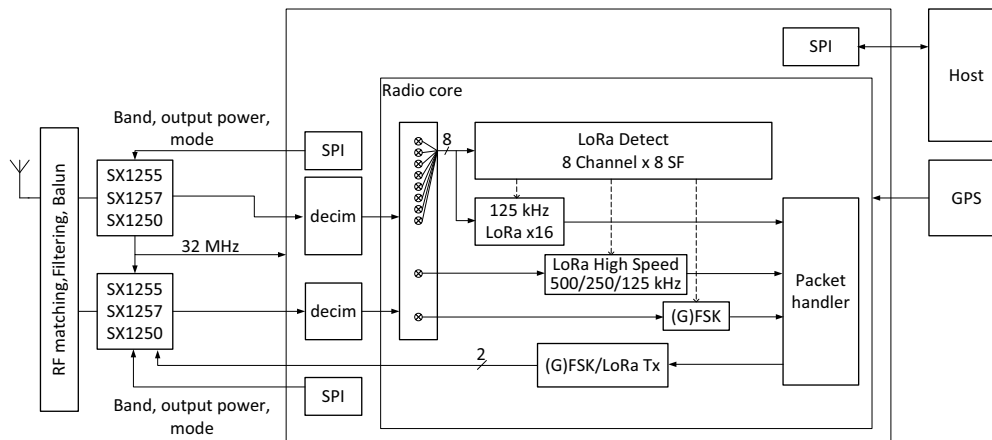 SPI
Host
Radio core
Band, output power,
mode
SPI
8
LoRa Detect
8 Channel x 8 SF
RF matching,Filtering, Balun
SX1255
SX1257
SX1250
decim
125 kHz
LoRa x16
GPS
32 MHz
LoRa High Speed
500/250/125 kHz
Packet
handler
SX1255
SX1257
SX1250
decim
(G)FSK
2
(G)FSK/LoRa Tx
SPI
Band, output power,
mode